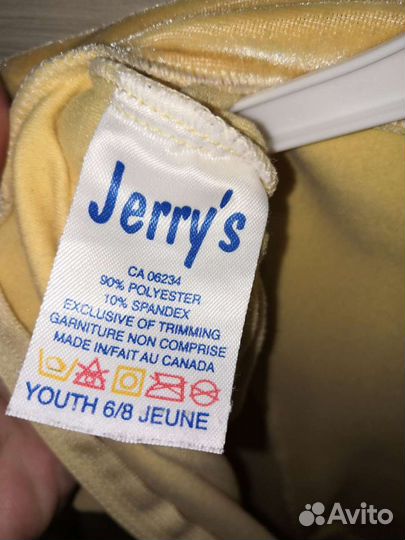 Jerry's
CA 06234
90% POLYESTER
10% SPANDEX
EXCLUSIVE OF TRIMMING
GARNITURE NON COMPRISE
MADE IN/FAIT AU CANADA
YOUTH 6/8 JEUNE
Avito